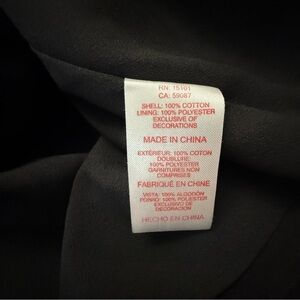 RN: 15101
CA: 59087
SHELL: 100% COTTON
LINING: 100% POLYESTER
EXCLUSIVE OF
DECORATIONS
MADE IN CHINA
EXTÉRIEUR: 100% COTON
DOUBLURE:
100% POLYESTER
GARNITURES NON
COMPRISES
FABRIQUÉ EN CHINE
VISTA: 100% ALGODÓN
FORRO: 100% POLIESTER
EXCLUSIVO DE
DECORACION
HECHO EN CHINA